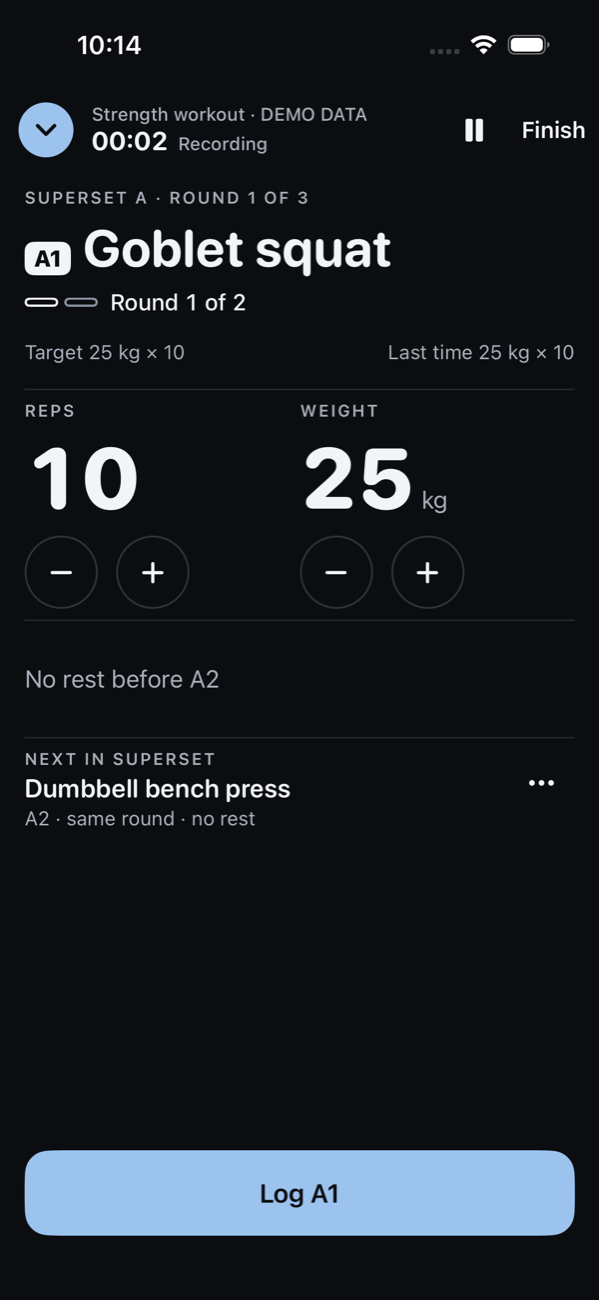 10:14
Strength workout · DEMO DATA
00:02 Recording
Finish
SUPERSET A · ROUND 1 OF 3
A1 Goblet squat
Round 1 of 2
Target 25 kg × 10 Last time 25 kg × 10
REPS WEIGHT
10 25 kg
− + − +
No rest before A2
NEXT IN SUPERSET
Dumbbell bench press
A2 · same round · no rest
Log A1